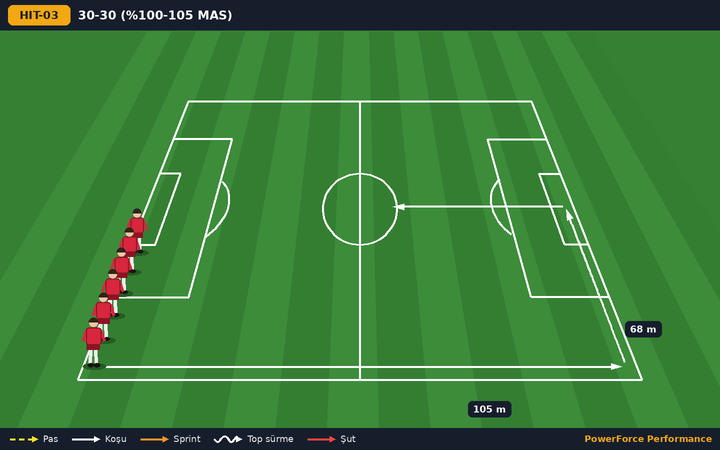 HIT-03 30-30 (%100-105 MAS)
68 m
105 m
Pas Koşu Sprint Top sürme Şut PowerForce Performance